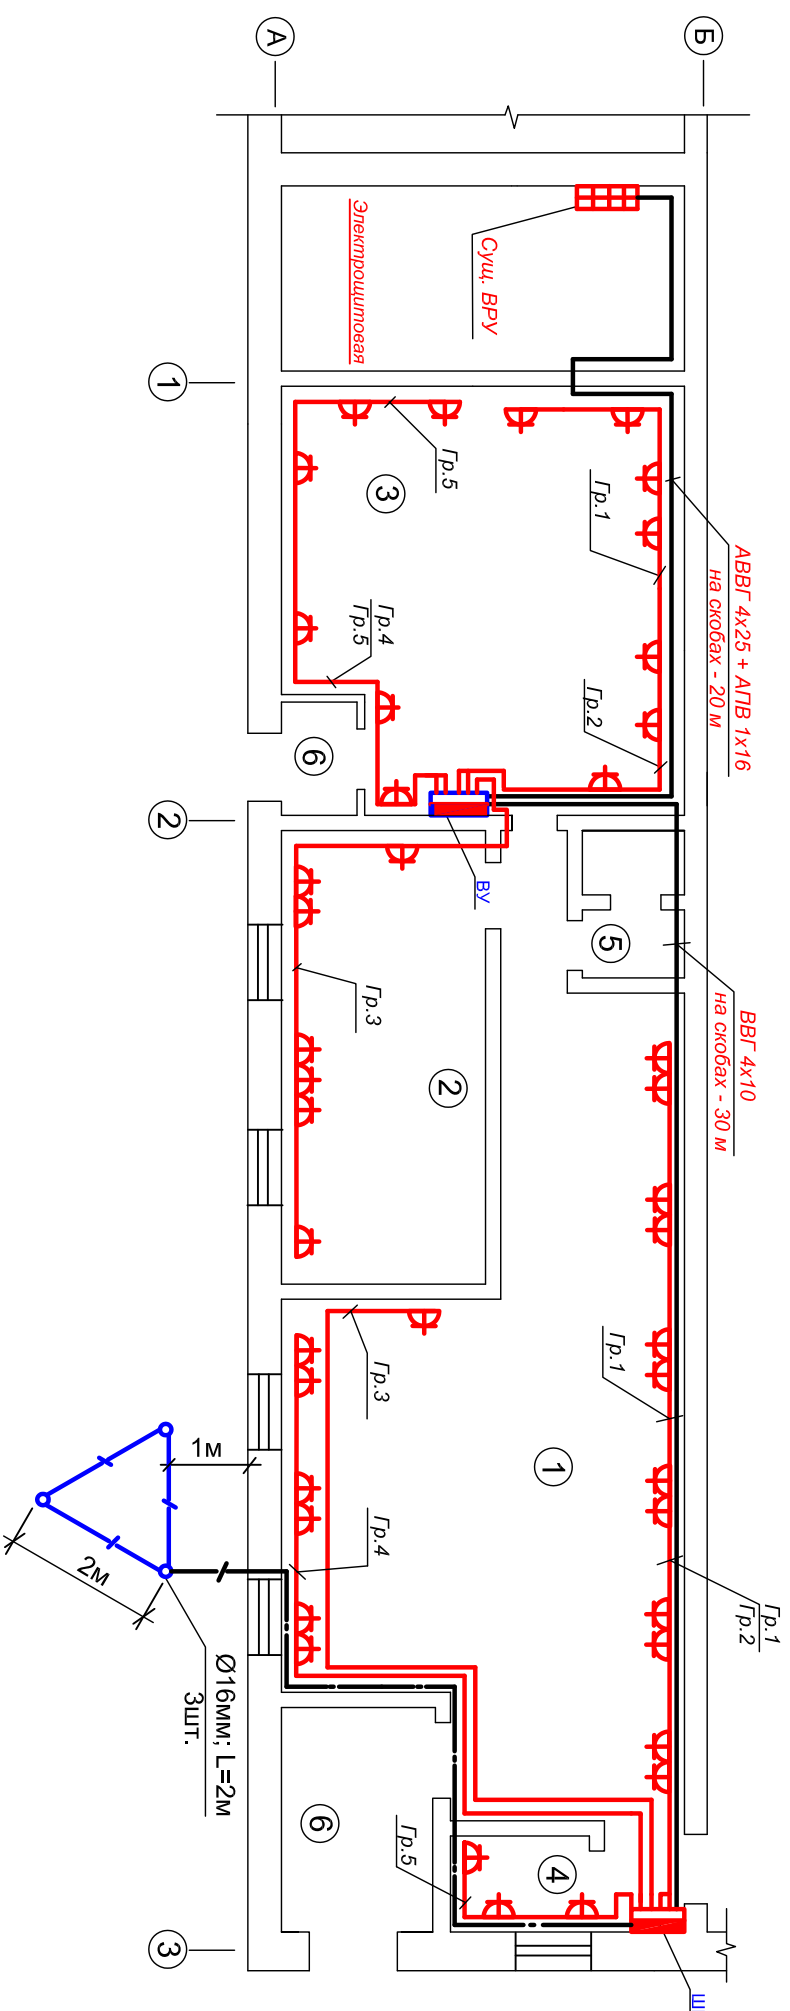 А
Б
Электрощитовая
Сущ. ВРУ
1
Гр.5
3
Гр.1
АВВГ 4х25 + АПВ 1х16
на скобах - 20 м
Гр.4
Гр.5
Гр.2
6
2
ВУ
5
ВВГ 4х10
на скобах - 30 м
Гр.3
2
Гр.3
Гр.1
1
1м
2м
Гр.4
Гр.1
Гр.2
Ø16мм; L=2м
3шт.
6
Гр.5
4
3
Щ